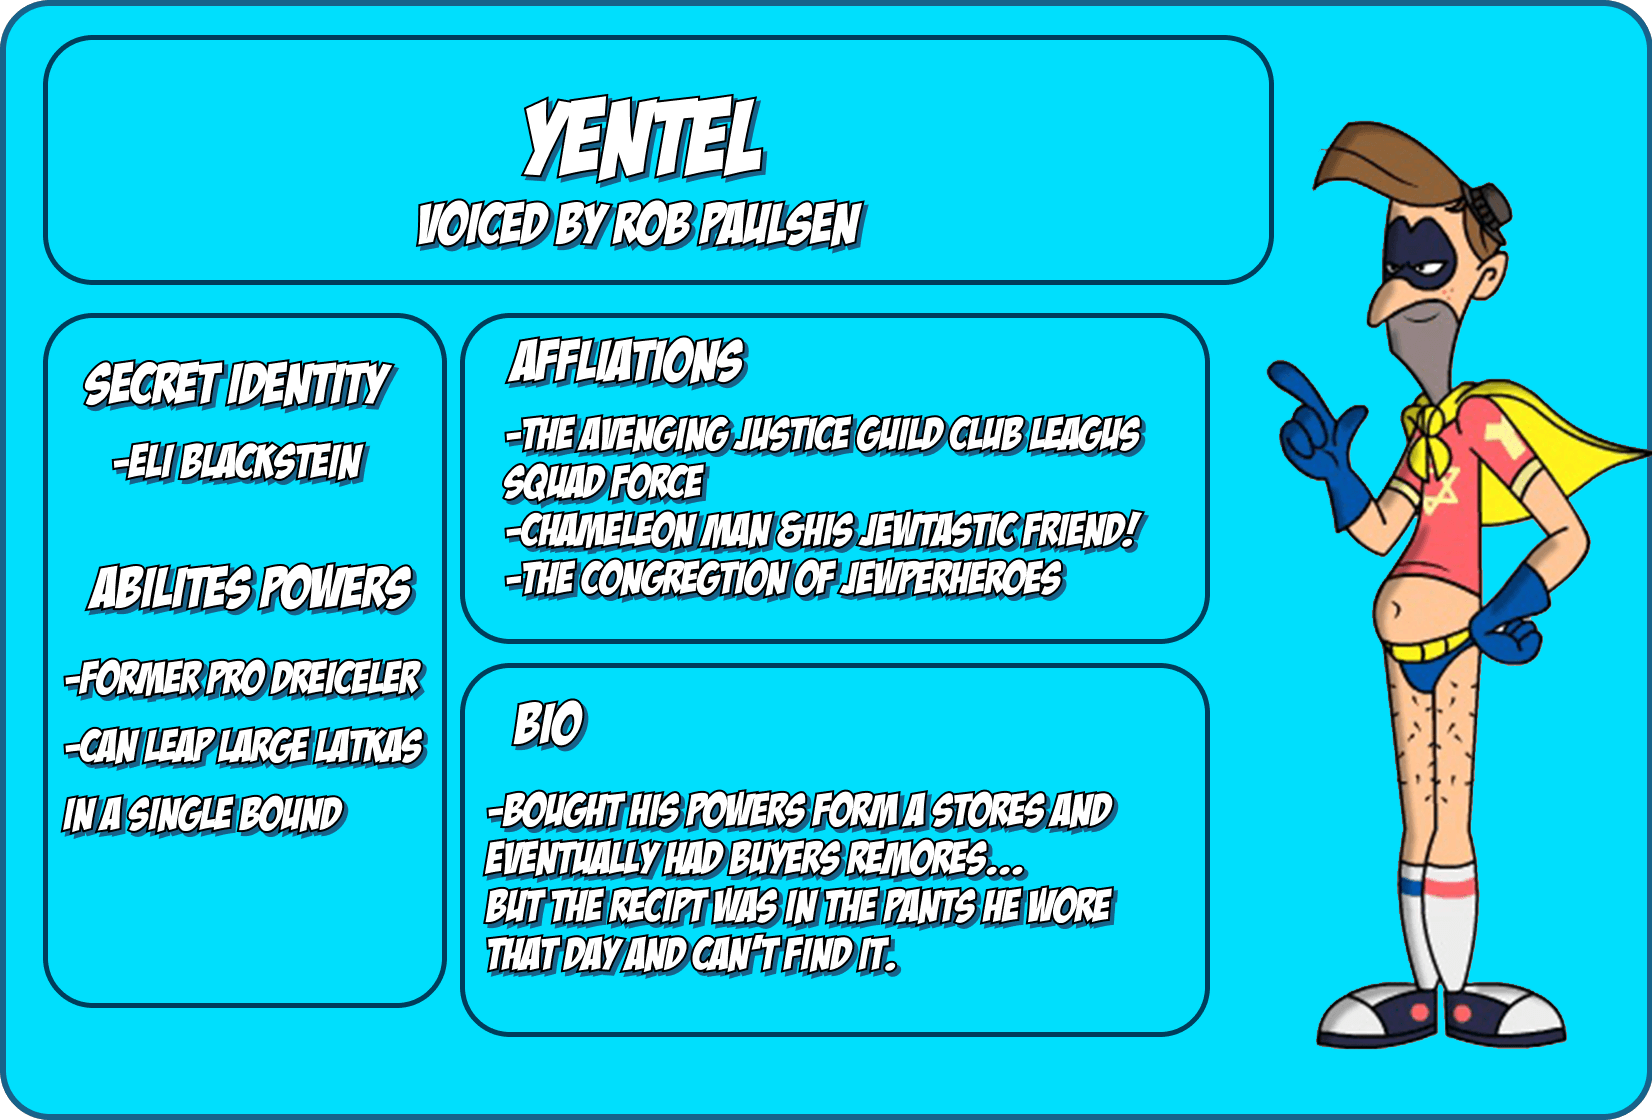 YENTEL
VOICED BY ROB PAULSEN
SECRET IDENTITY
-ELI BLACKSTEIN
ABILITES POWERS
-FORMER PRO DREICELER
-CAN LEAP LARGE LATKAS
IN A SINGLE BOUND
AFFLIATIONS
-THE AVENGING JUSTICE GUILD CLUB LEAGUS
SQUAD FORCE
-CHAMELEON MAN &HIS JEWTASTIC FRIEND!
-THE CONGREGTION OF JEWPERHEROES
BIO
-BOUGHT HIS POWERS FORM A STORES AND
EVENTUALLY HAD BUYERS REMORES...
BUT THE RECIPT WAS IN THE PANTS HE WORE
THAT DAY AND CAN'T FIND IT.